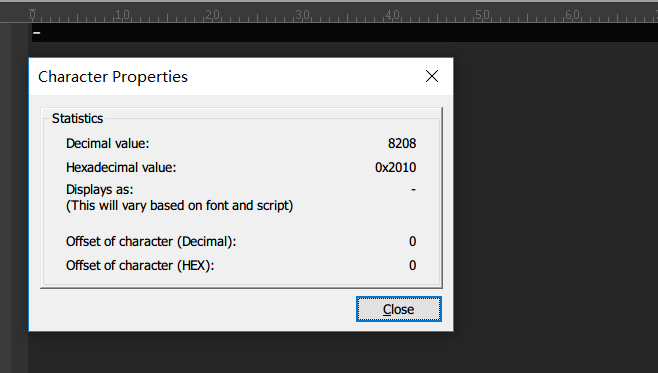 0 10 20 30 40 50 60
‐
Character Properties
Statistics
Decimal value: 8208
Hexadecimal value: 0x2010
Displays as: ‐
(This will vary based on font and script)
Offset of character (Decimal): 0
Offset of character (HEX): 0
Close